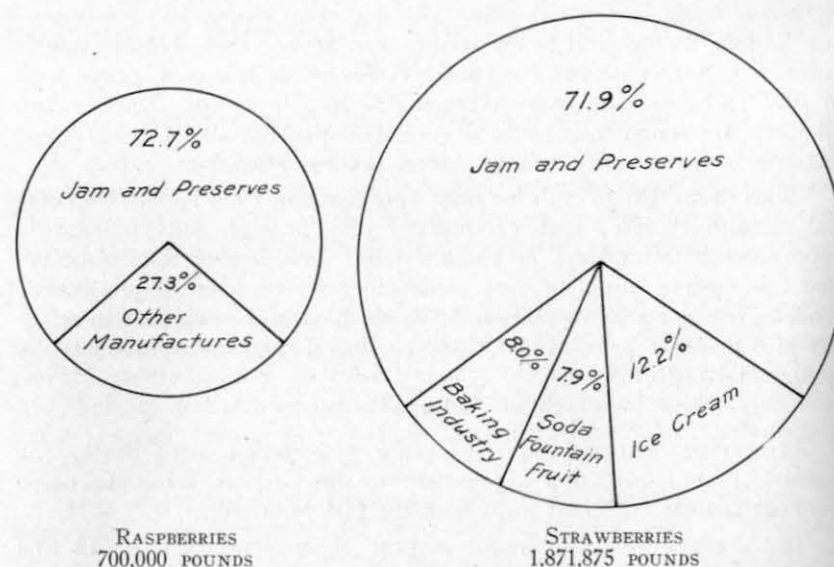 72.7%
Jam and Preserves
27.3%
Other
Manufactures
RASPBERRIES
700,000 POUNDS
71.9%
Jam and Preserves
8.0%
Baking
Industry
7.9%
Soda
Fountain
Fruit
12.2%
Ice Cream
STRAWBERRIES
1,871,875 POUNDS